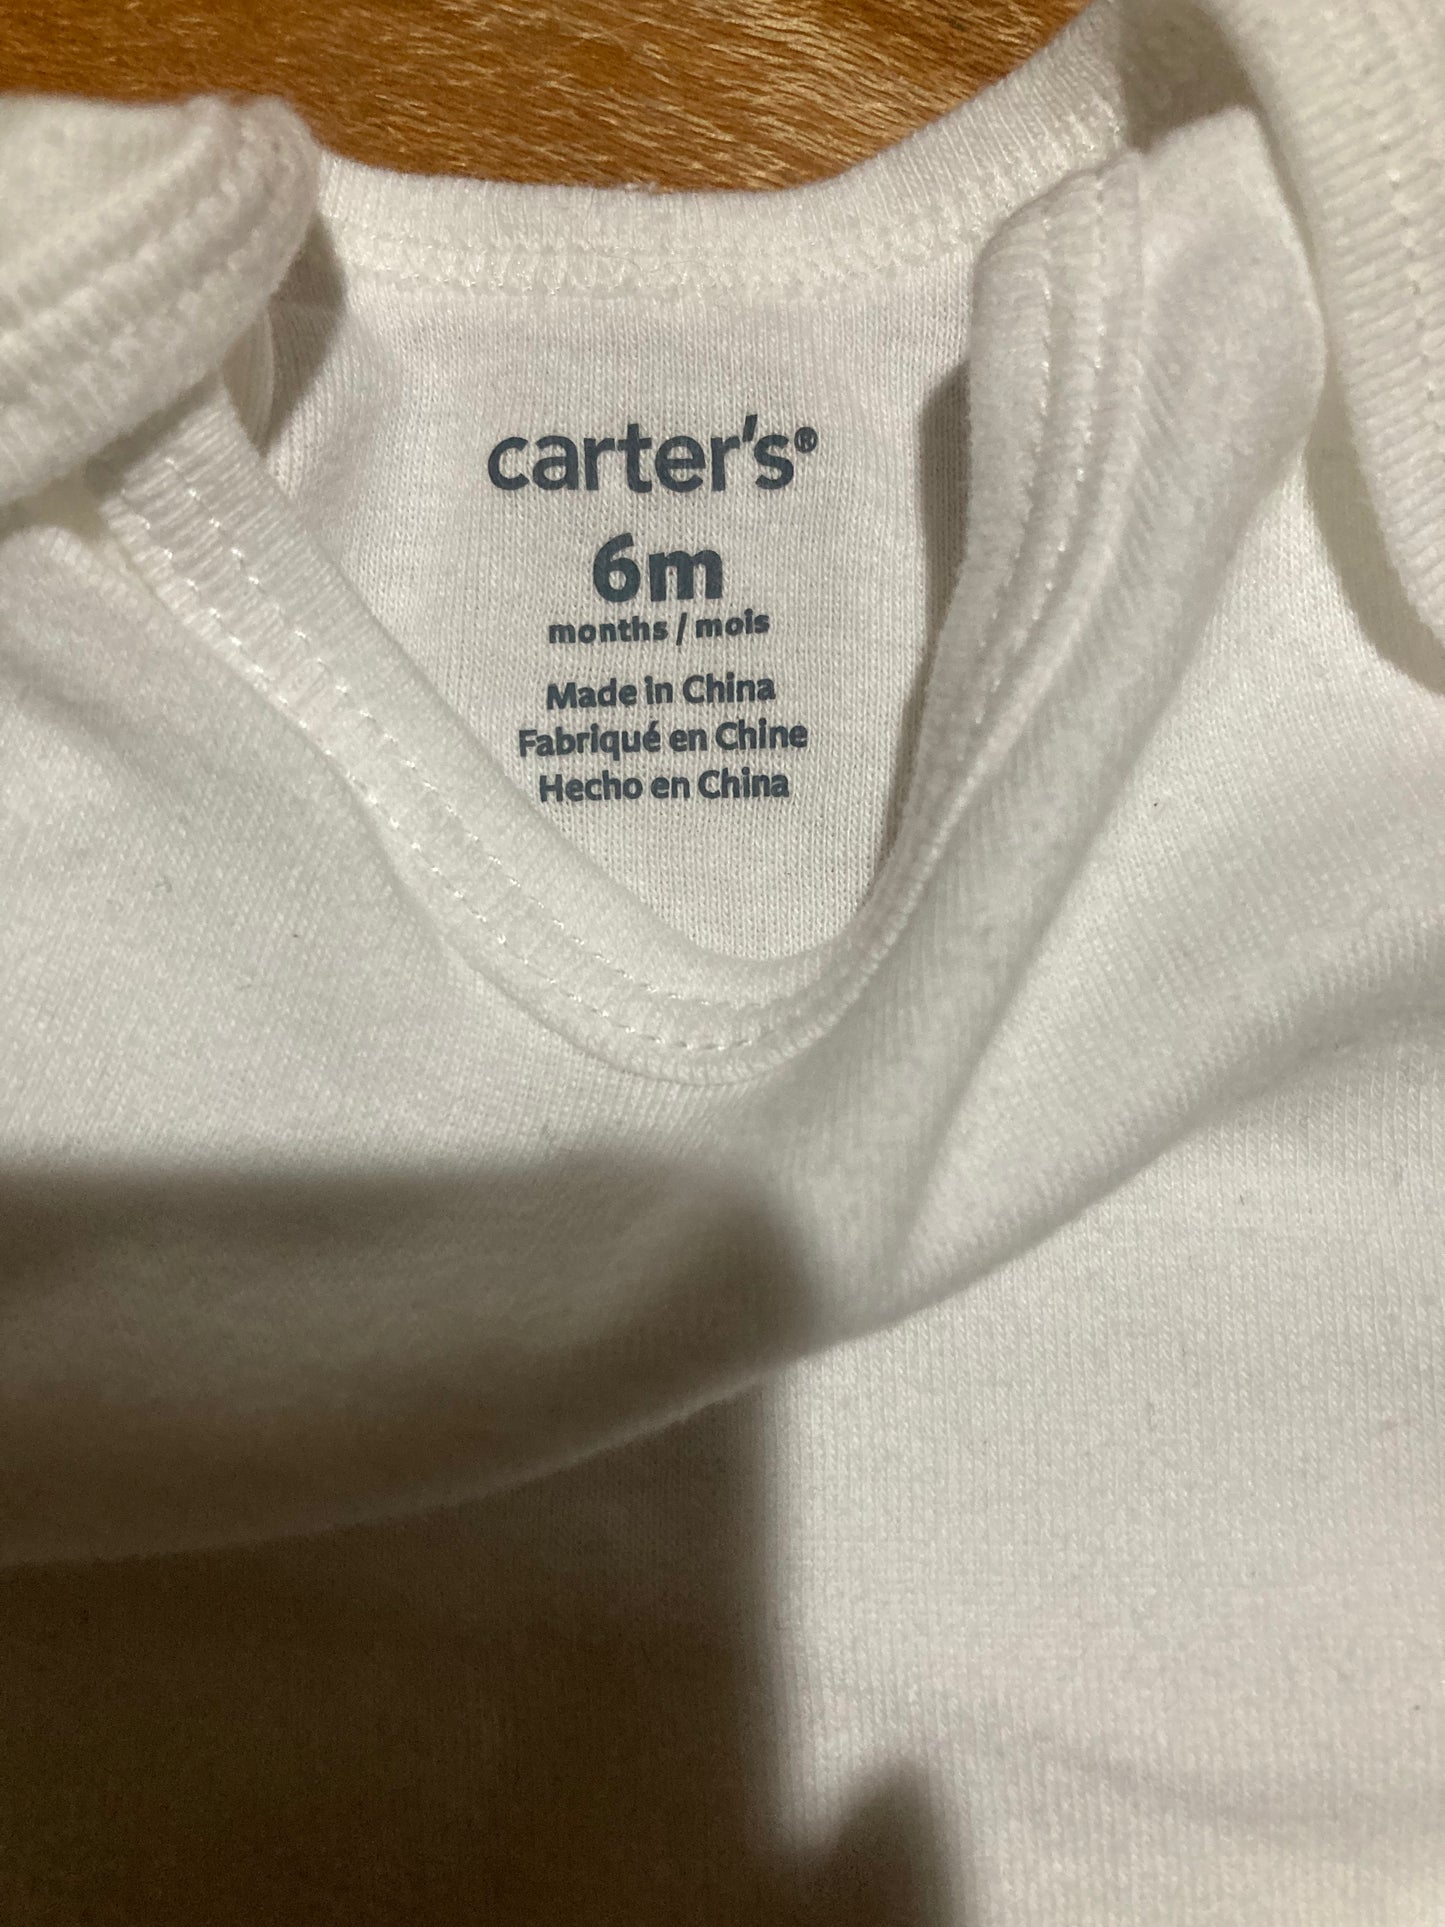 carter's®
6m
months / mois
Made in China
Fabriqué en Chine
Hecho en China